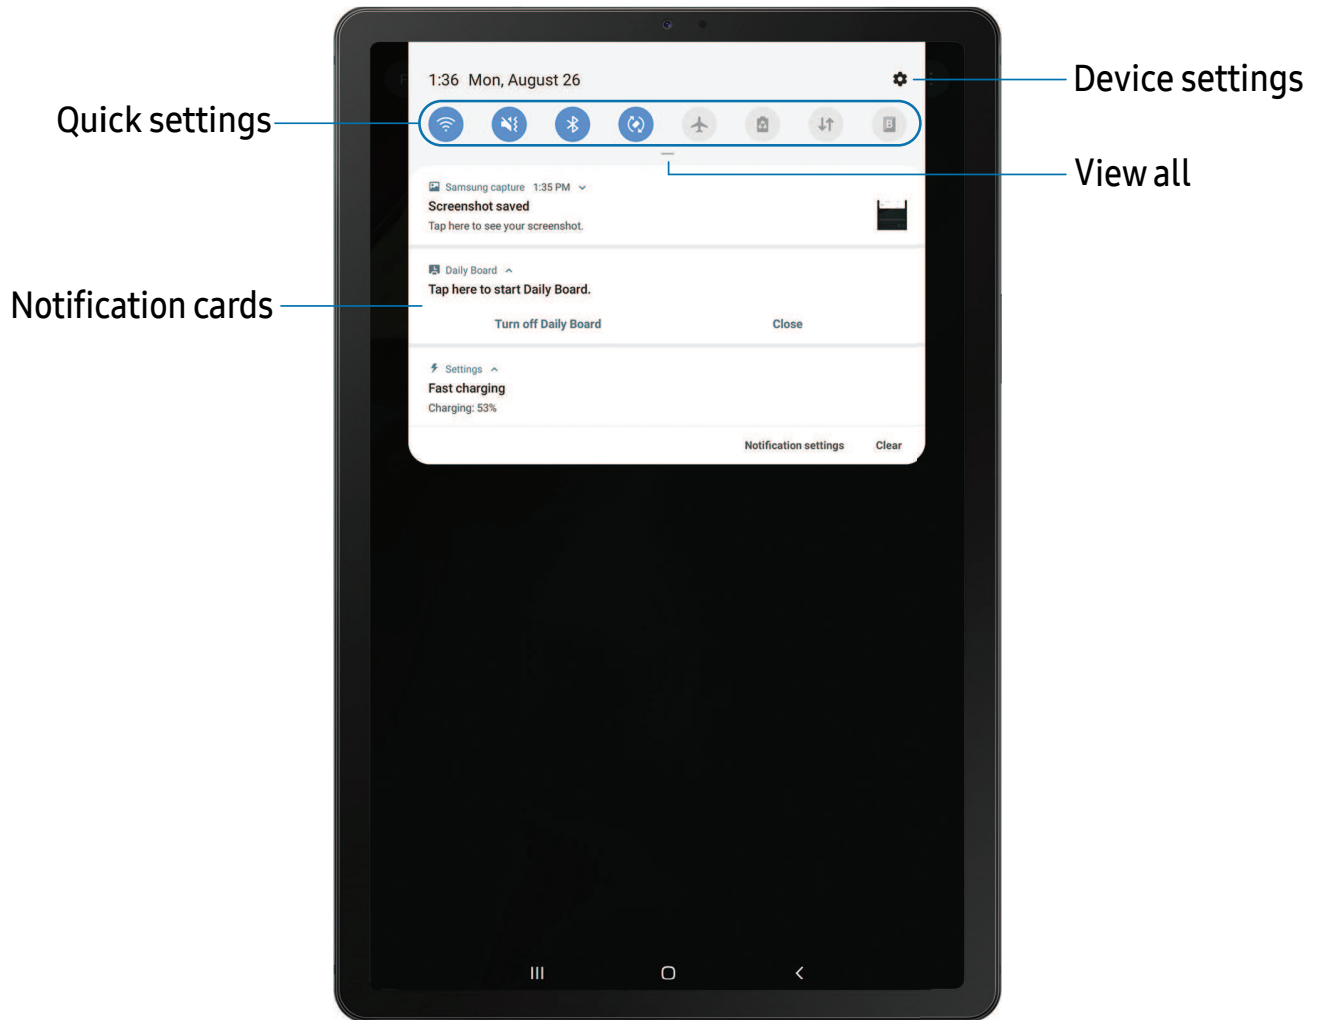 1:36 Mon, August 26
Device settings
Quick settings
B
View all
Samsung capture 1:35 PM
Screenshot saved
Tap here to see your screenshot.
Daily Board
Tap here to start Daily Board.
Notification cards
Turn off Daily Board Close
Settings
Fast charging
Charging: 53%
Notification settings Clear